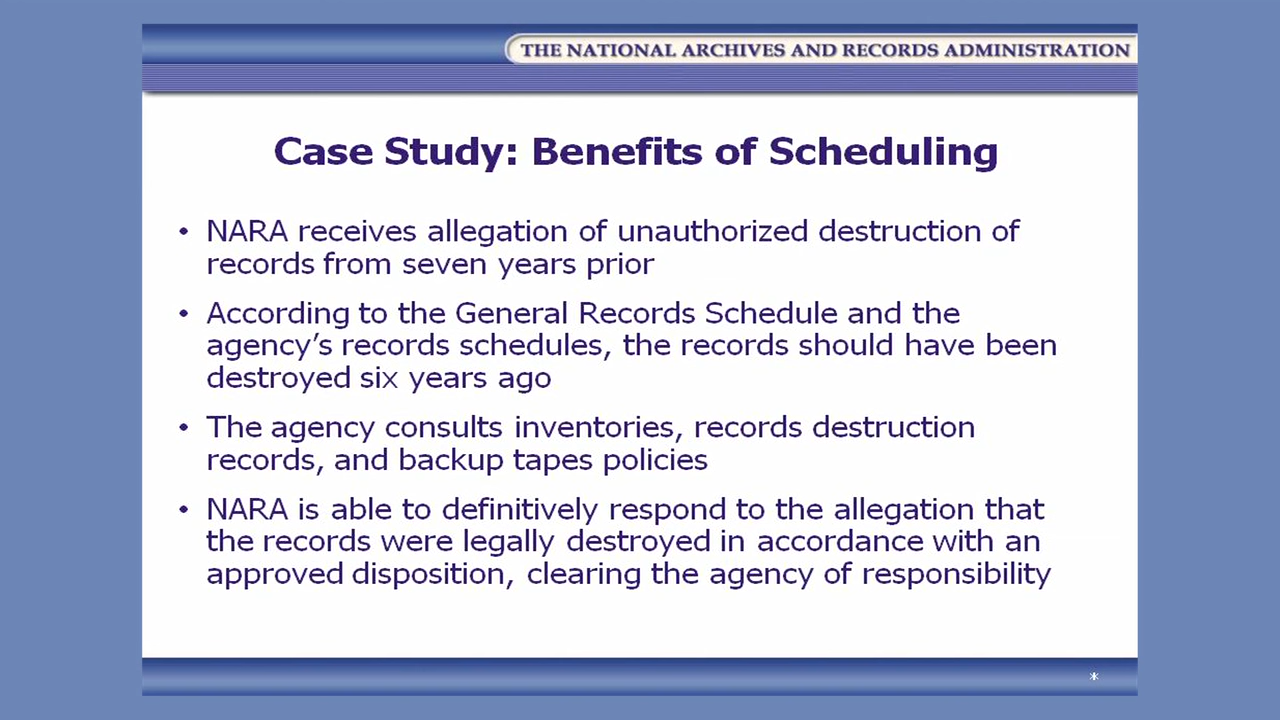 THE NATIONAL ARCHIVES AND RECORDS ADMINISTRATION
Case Study: Benefits of Scheduling
• NARA receives allegation of unauthorized destruction of
records from seven years prior
• According to the General Records Schedule and the
agency’s records schedules, the records should have been
destroyed six years ago
• The agency consults inventories, records destruction
records, and backup tapes policies
• NARA is able to definitively respond to the allegation that
the records were legally destroyed in accordance with an
approved disposition, clearing the agency of responsibility
*